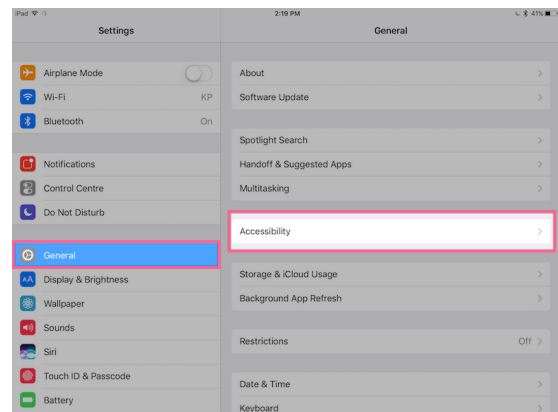 iPad
2:19 PM
41%
Settings
General
Airplane Mode
Wi-Fi KP
Bluetooth On
Notifications
Control Centre
Do Not Disturb
General
Display & Brightness
Wallpaper
Sounds
Siri
Touch ID & Passcode
Battery
About
Software Update
Spotlight Search
Handoff & Suggested Apps
Multitasking
Accessibility
Storage & iCloud Usage
Background App Refresh
Restrictions Off
Date & Time
Keyboard